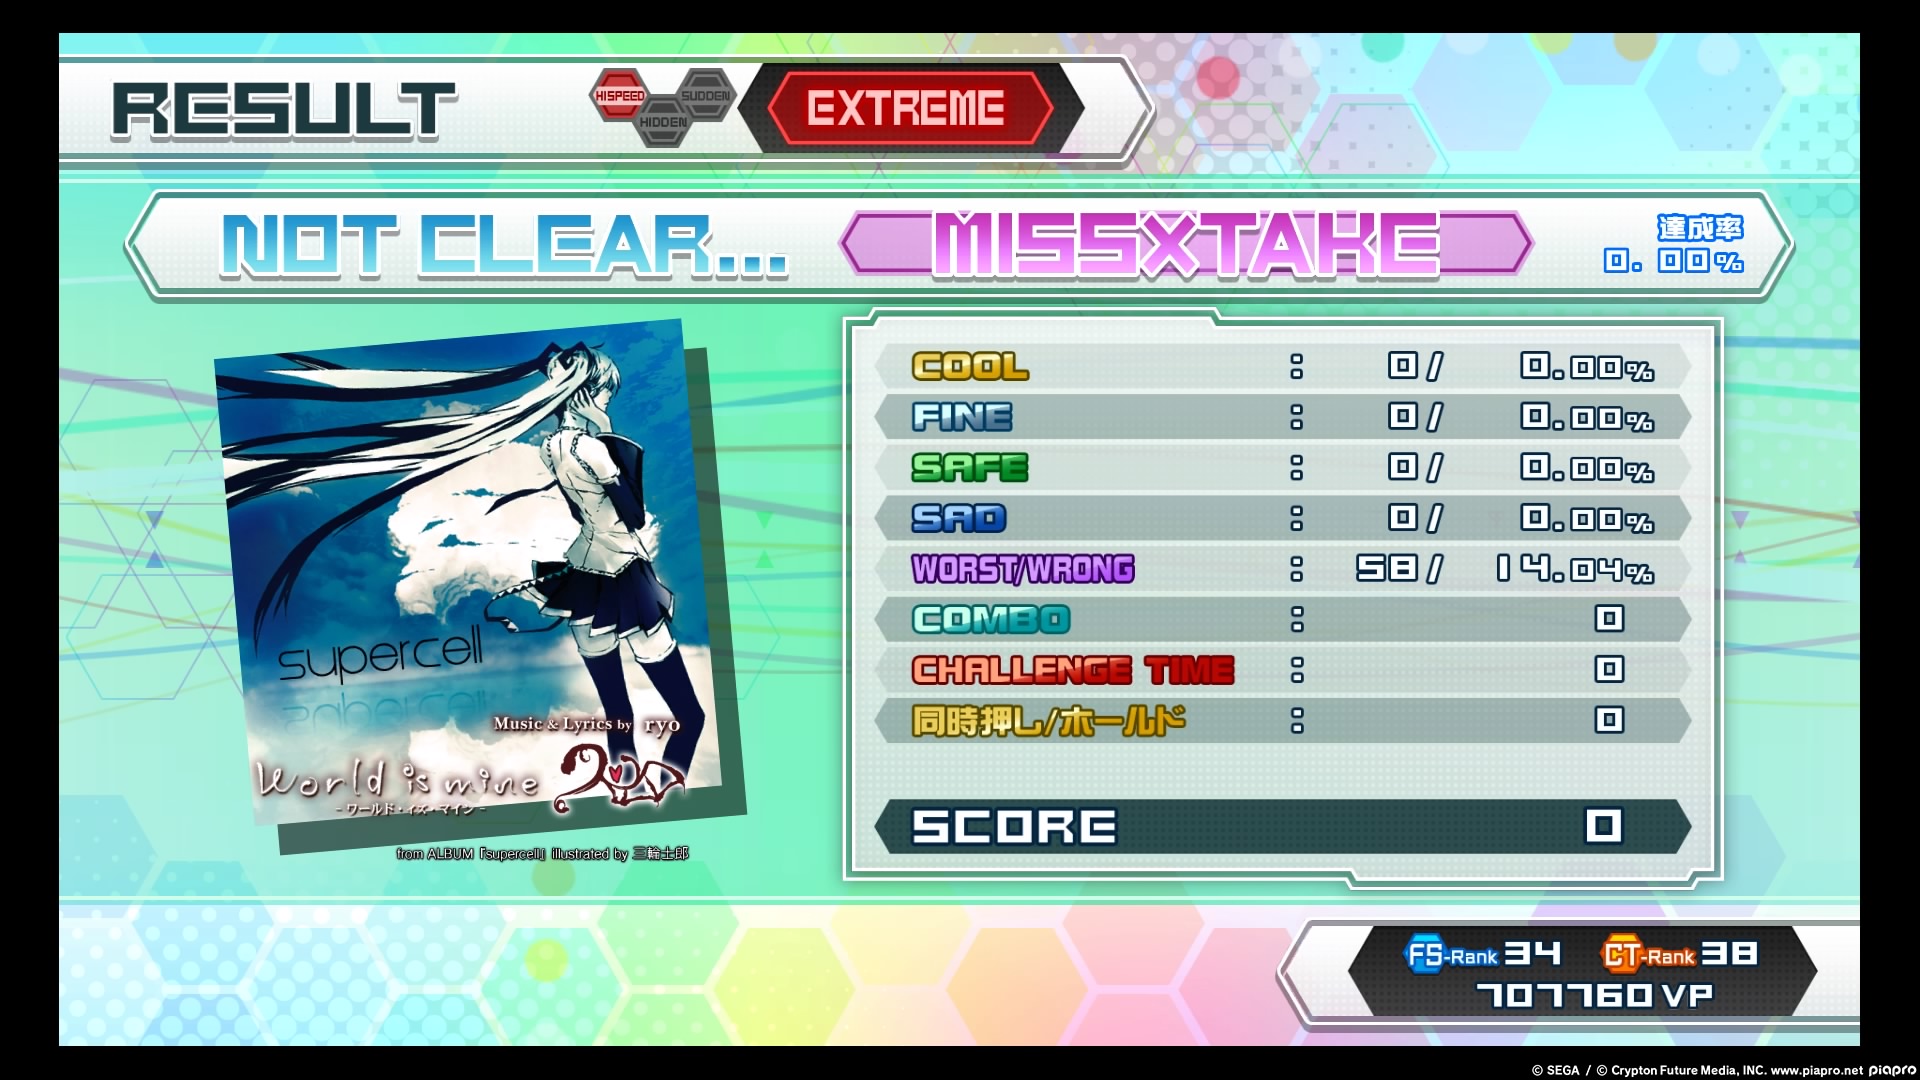 RESULT
HISPEED
HIDDEN
SUDDEN
EXTREME
NOT CLEAR...
MISS×TAKE
達成率
0.00%
COOL : 0/ 0.00%
FINE : 0/ 0.00%
SAFE : 0/ 0.00%
SAD : 0/ 0.00%
WORST/WRONG : 58/ 14.04%
COMBO : 0
CHALLENGE TIME : 0
同時押し/ホールド : 0
SCORE 0
supercell
Music & Lyrics by ryo
World is mine
- ワールド・イズ・マイン -
from ALBUM「supercell」 illustrated by 三輪士郎
FS-Rank 34 CT-Rank 38
707760 VP
© SEGA / © Crypton Future Media, INC. www.piapro.net piapro